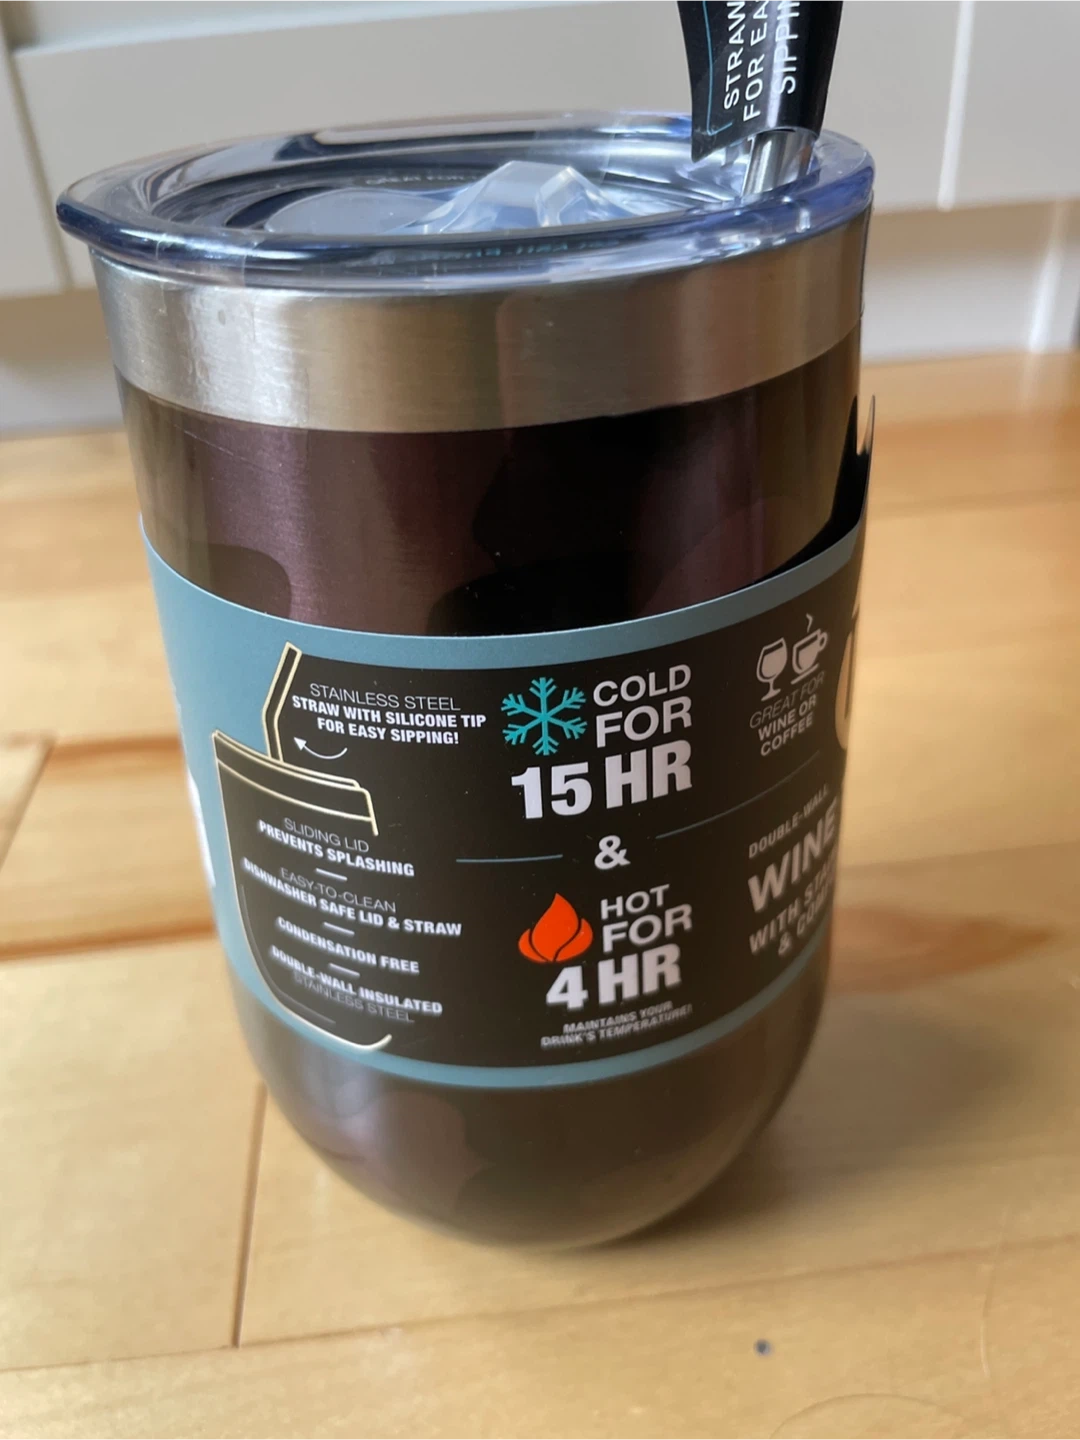 STRAW
FOR EA
SIPPIN
STAINLESS STEEL
STRAW WITH SILICONE TIP
FOR EASY SIPPING!
SLIDING LID
PREVENTS SPLASHING
EASY-TO-CLEAN
DISHWASHER SAFE LID & STRAW
CONDENSATION FREE
DOUBLE-WALL INSULATED
STAINLESS STEEL
COLD
FOR
15 HR
&
HOT
FOR
4 HR
MAINTAINS YOUR
DRINK'S TEMPERATURE!
GREAT FOR
WINE OR
COFFEE
DOUBLE-WALL
WINE
WITH
&